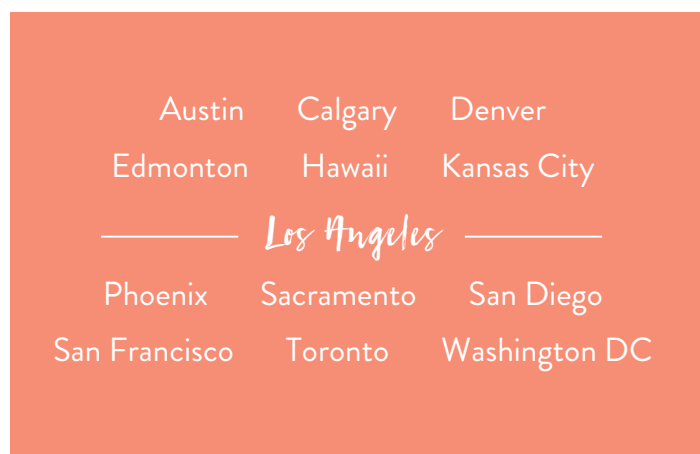 Austin Calgary Denver
Edmonton Hawaii Kansas City
Los Angeles
Phoenix Sacramento San Diego
San Francisco Toronto Washington DC